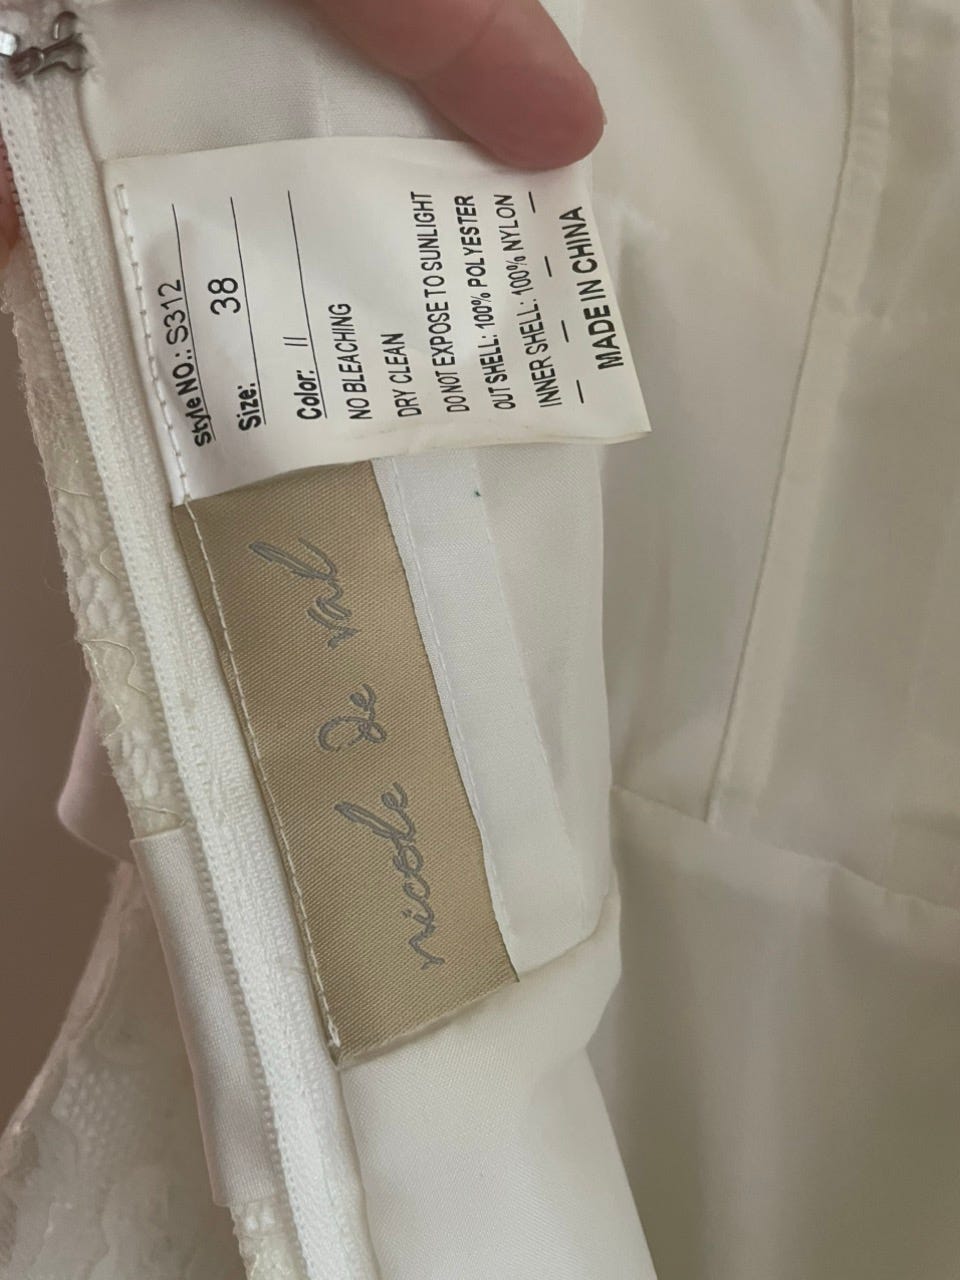 Style NO.: S312
Size: 38
Color: //
NO BLEACHING
DRY CLEAN
DO NOT EXPOSE TO SUNLIGHT
OUT SHELL: 100% POLYESTER
INNER SHELL: 100% NYLON
MADE IN CHINA
nicole de val